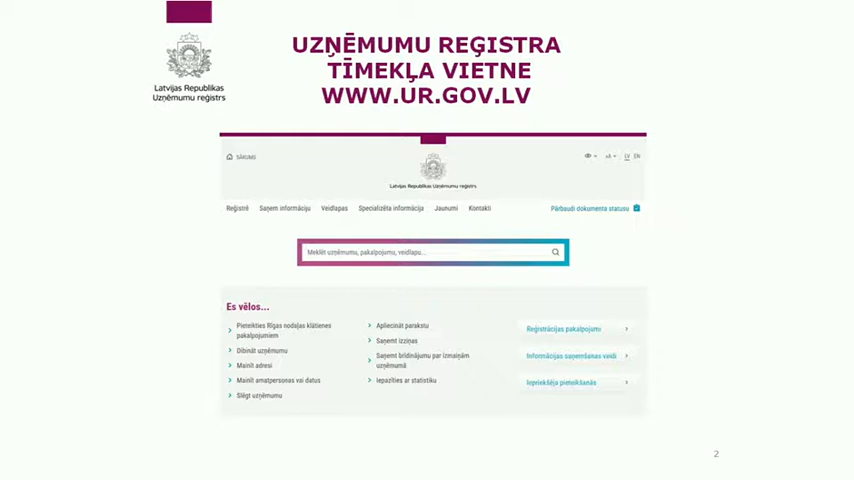 Latvijas Republikas
Uzņēmumu reģistrs
UZŅĒMUMU REĢISTRA
TĪMEKĻA VIETNE
WWW.UR.GOV.LV
SĀKUMS
AA
LV EN
Latvijas Republikas Uzņēmumu reģistrs
Reģistrē Saņem informāciju Veidlapas Specializēta informācija Jaunumi Kontakti Pārbaudi dokumenta statusu
Meklēt uzņēmumu, pakalpojumu, veidlapu...
Es vēlos...
Pieteikties Rīgas nodaļas klātienes
pakalpojumiem
Dibināt uzņēmumu
Mainīt adresi
Mainīt amatpersonas vai datus
Slēgt uzņēmumu
Apliecināt parakstu
Saņemt izziņas
Saņemt brīdinājumu par izmaiņām
uzņēmumā
Iepazīties ar statistiku
Reģistrācijas pakalpojumi
Informācijas saņemšanas veidi
Iepriekšēja pieteikšanās
2